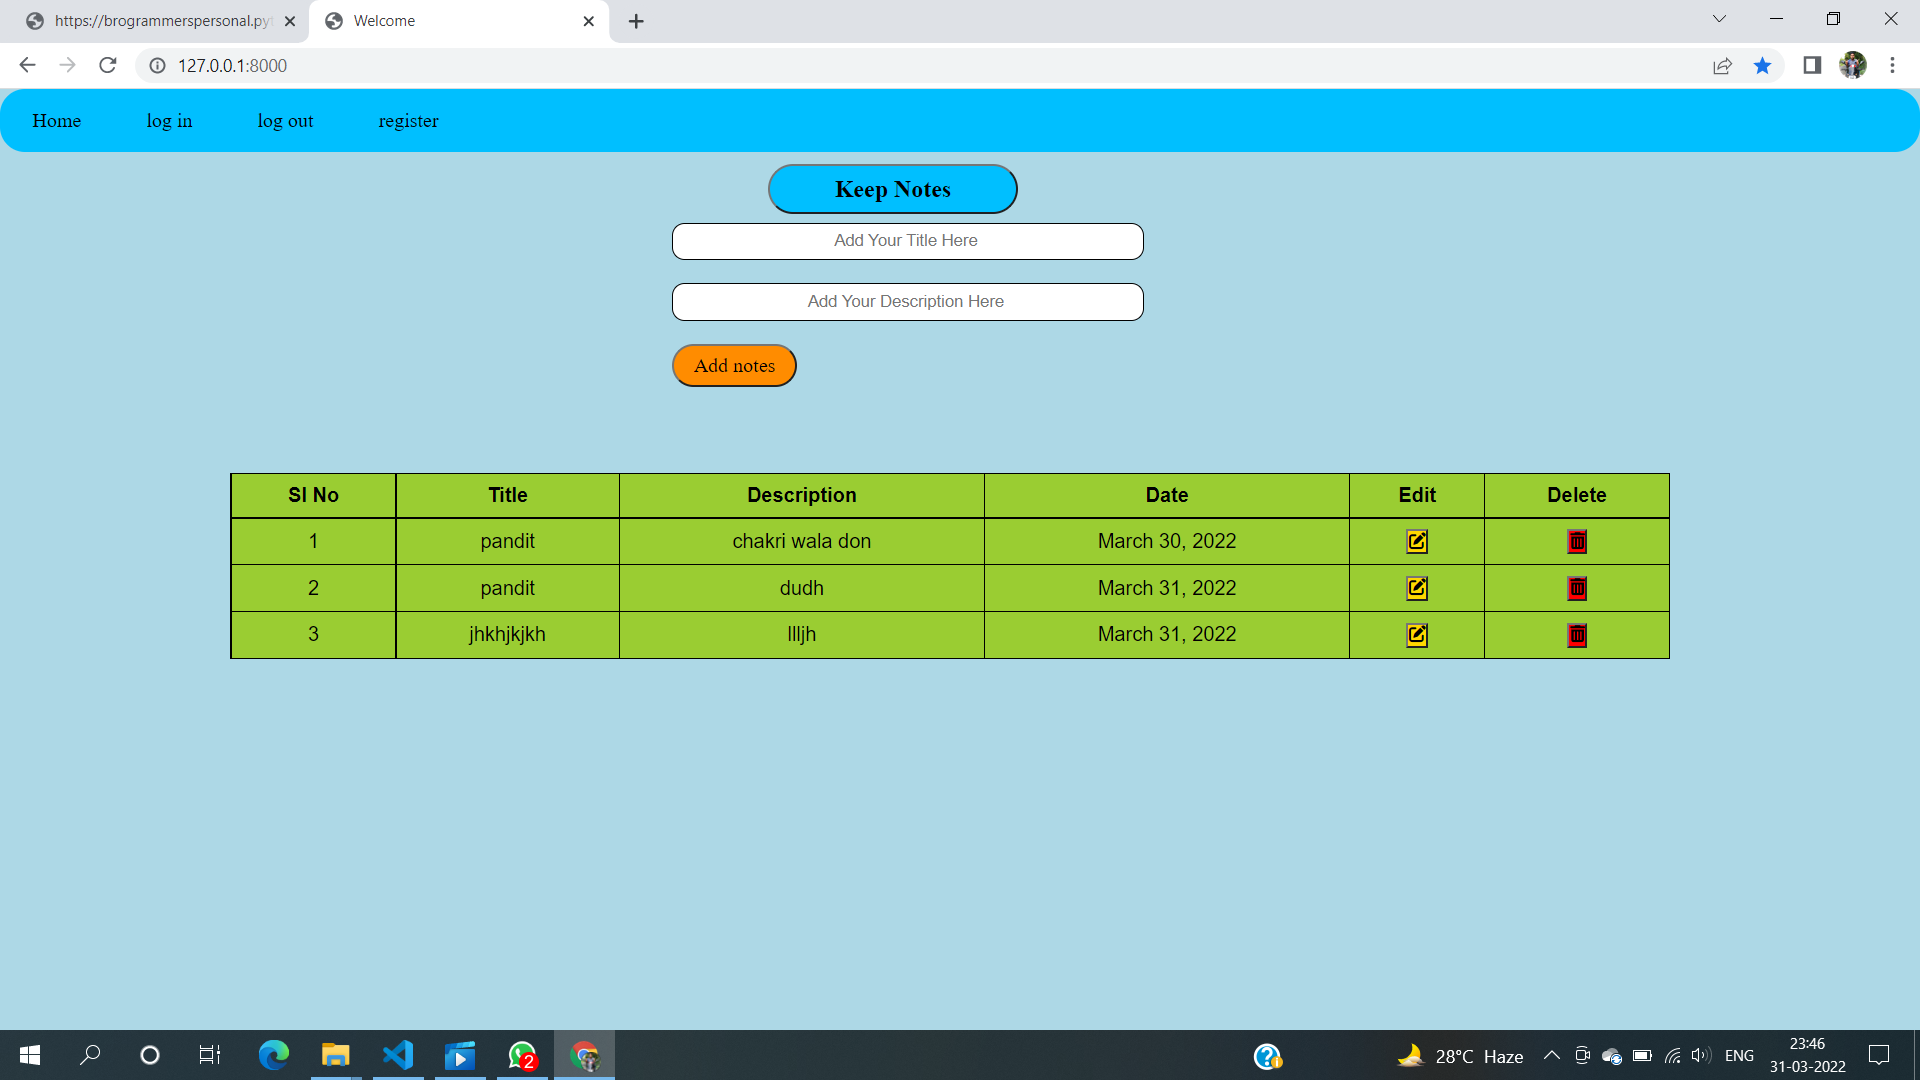 https://brogrammerspersonal.pyt
Welcome
127.0.0.1:8000
Home log in log out register
Keep Notes
Add Your Title Here
Add Your Description Here
Add notes
Sl No Title Description Date Edit Delete
1 pandit chakri wala don March 30, 2022
2 pandit dudh March 31, 2022
3 jhkhjkjkh llljh March 31, 2022
2
28°C Haze
ENG
23:46
31-03-2022